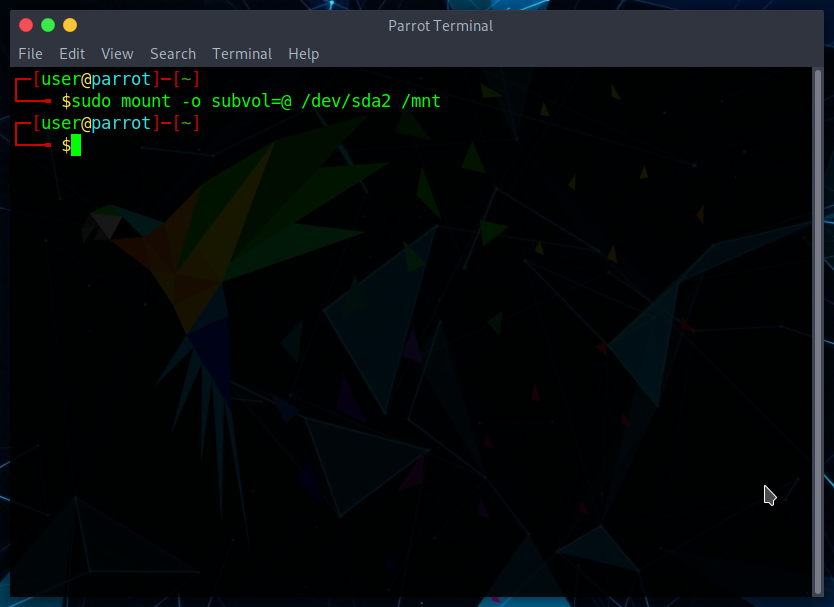 Parrot Terminal
File Edit View Search Terminal Help
┌─[user@parrot]─[~]
└──╼ $sudo mount -o subvol=@ /dev/sda2 /mnt
┌─[user@parrot]─[~]
└──╼ $